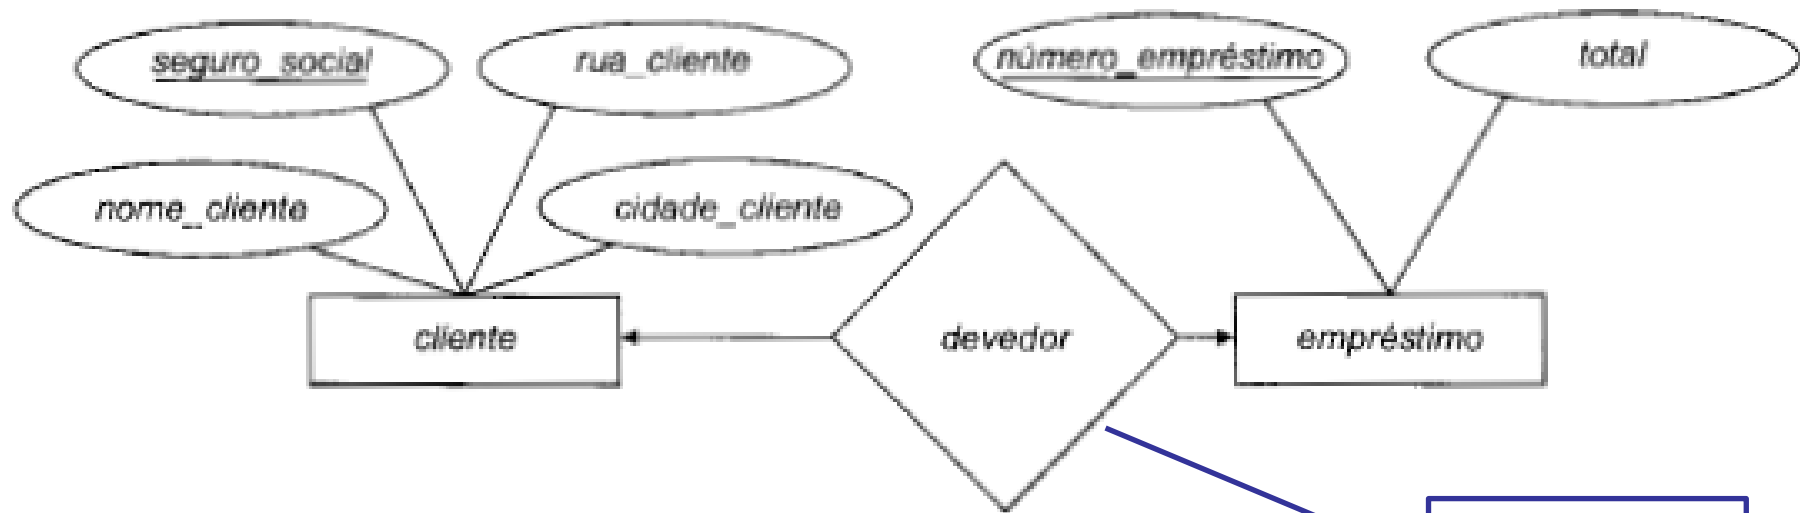 seguro_social
rua_cliente
número_empréstimo
total
nome_cliente
cidade_cliente
cliente
devedor
empréstimo